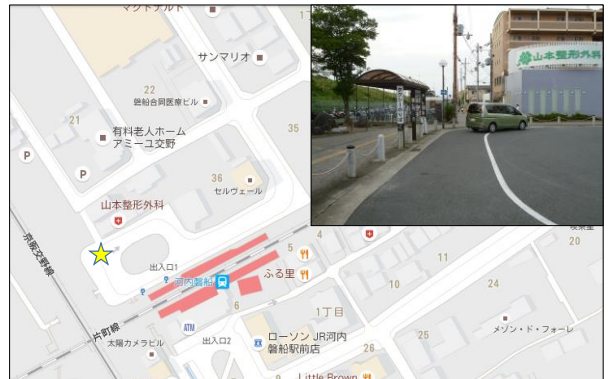 マクドナルド
17
サンマリオ
22
磐船合同医療ビル
21
有料老人ホーム
アミーユ交野
35
P
P
36
セルヴェール
山本整形外科
山本整形外科
京阪交野線
出入口1
河内磐船
片町線
4
5
ふる里
20
10
11
24
6
1丁目
ATM
出入口2
ローソン JR河内
磐船駅前店
太陽カメラビル
25
メゾン・ド・フォーレ
26
Little Brown